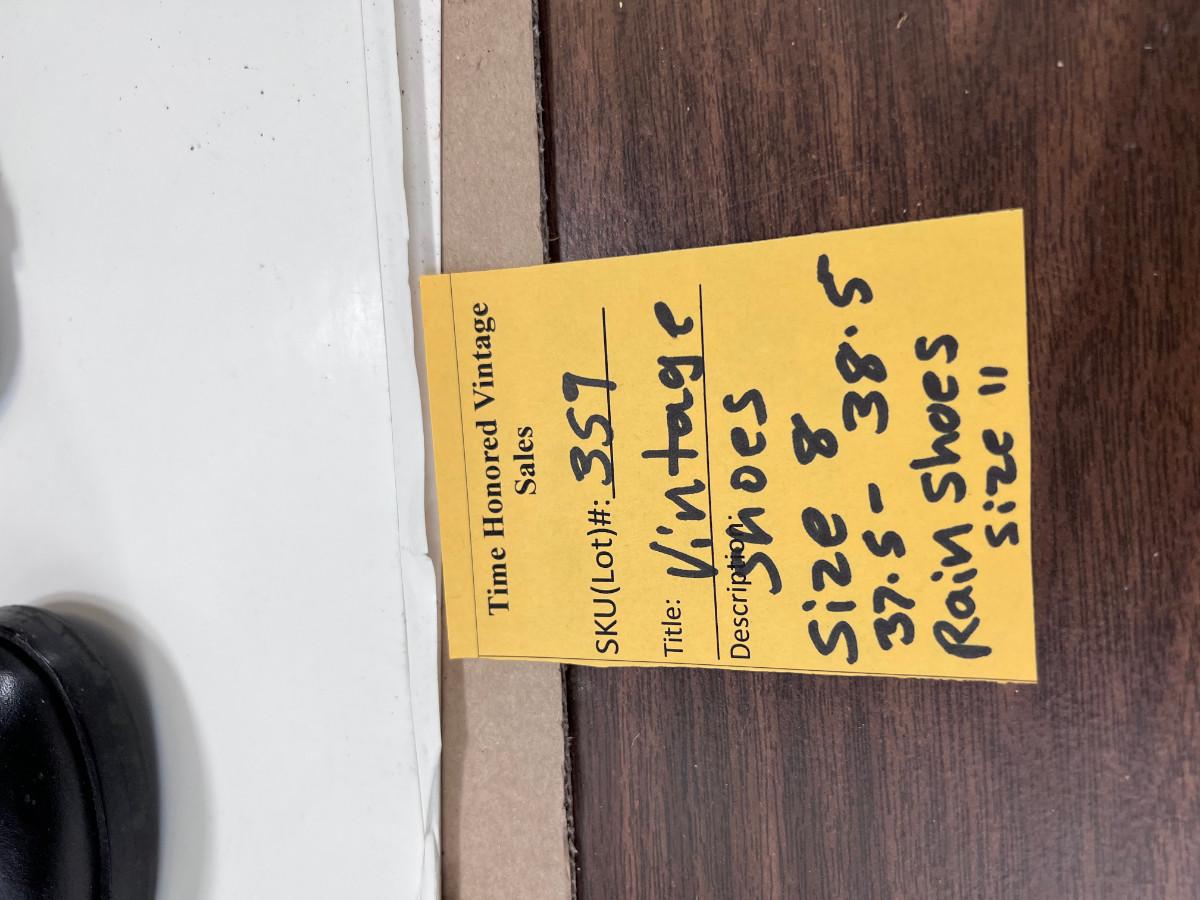 Time Honored Vintage
Sales
SKU(Lot)#: 359
Title: Vintage
Description: Shoes
Size 8
37.5 - 38.5
Rain Shoes
Size 11